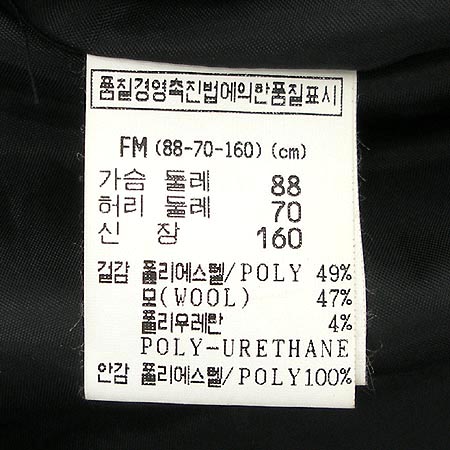 품질경영촉진법에의한품질표시
FM (88-70-160) (cm)
가슴 둘레 88
허리 둘레 70
신 장 160
겉감 폴리에스텔/POLY 49%
모(WOOL) 47%
폴리우레탄 4%
POLY-URETHANE
안감 폴리에스텔/POLY100%